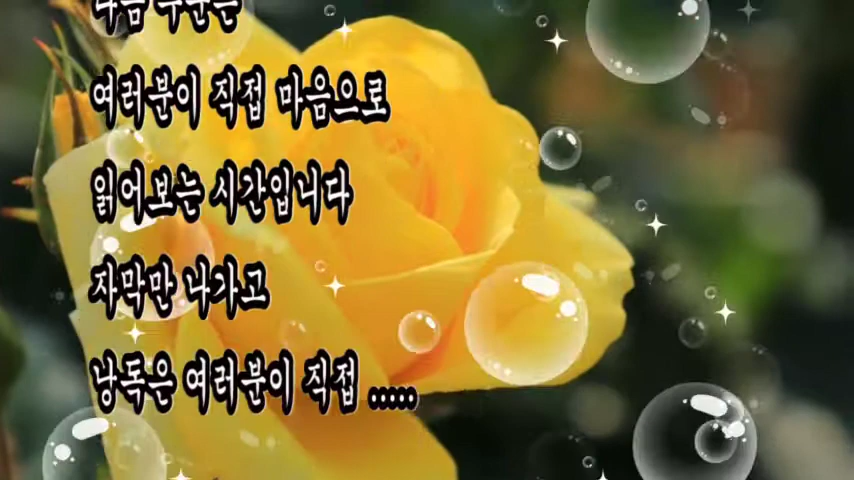 여러분이 직접 마음으로
읽어보는 시간입니다
자막만 나가고
낭독은 여러분이 직접 .....